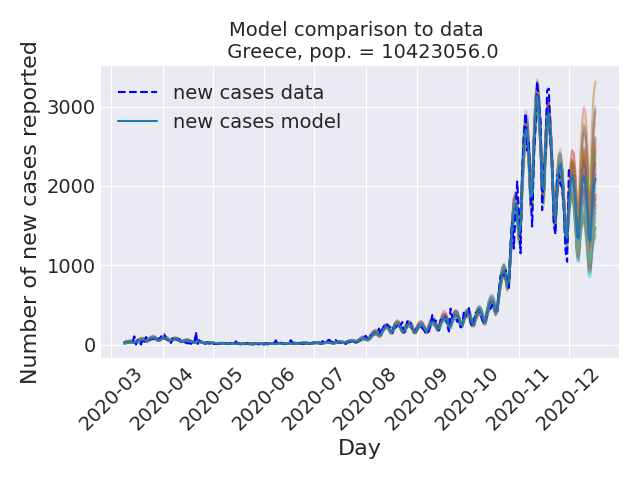 Model comparison to data
Greece, pop. = 10423056.0
Number of new cases reported
new cases data
new cases model
3000
2000
1000
0
2020-03
2020-04
2020-05
2020-06
2020-07
2020-08
2020-09
2020-10
2020-11
2020-12
Day